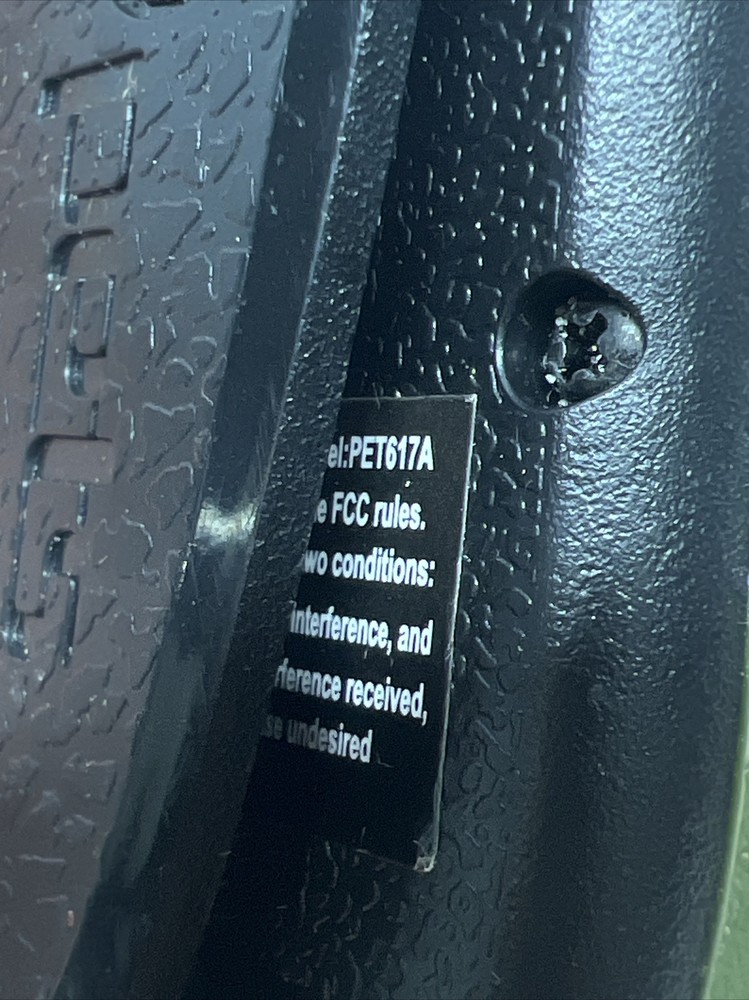 el:PET617A
e FCC rules.
wo conditions:
interference, and
rference received,
se undesired